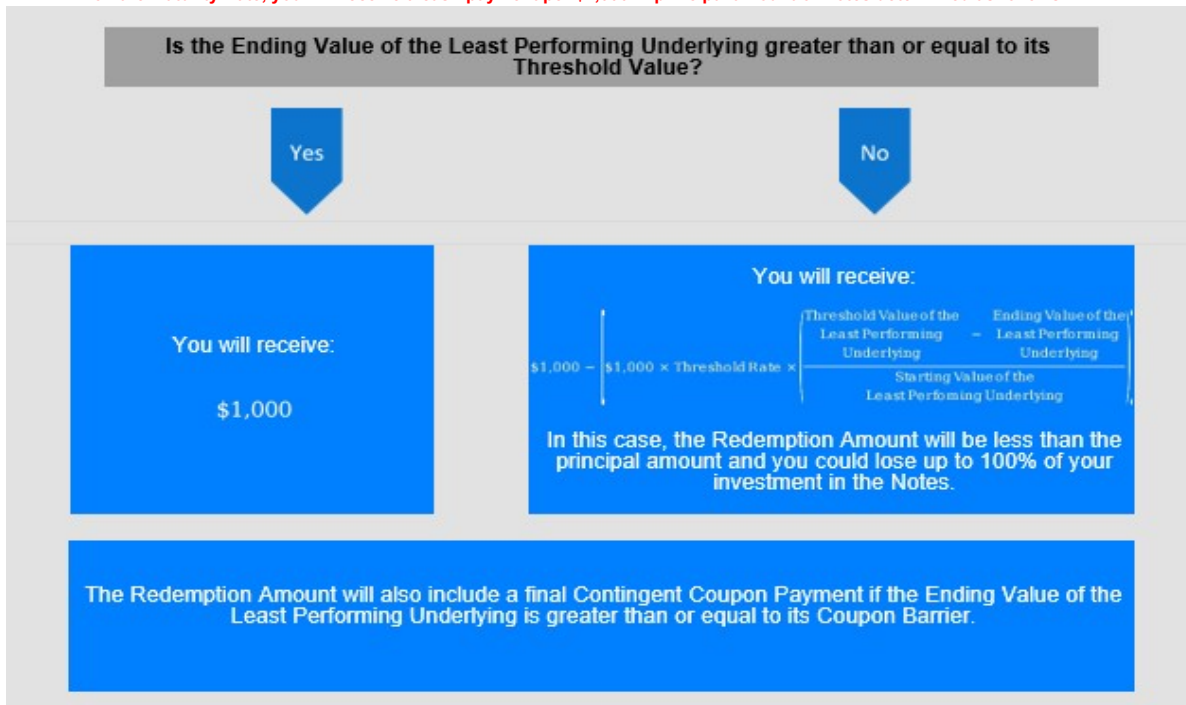 Is the Ending Value of the Least Performing Underlying greater than or equal to its
Threshold Value?
Yes
No
You will receive:
$1,000
You will receive:
$1,000 − [$1,000 × Threshold Rate × (
Threshold Value of the
Least Performing
Underlying
−
Ending Value of the
Least Performing
Underlying
Starting Value of the
Least Perfoming Underlying
)]
In this case, the Redemption Amount will be less than the
principal amount and you could lose up to 100% of your
investment in the Notes.
The Redemption Amount will also include a final Contingent Coupon Payment if the Ending Value of the
Least Performing Underlying is greater than or equal to its Coupon Barrier.